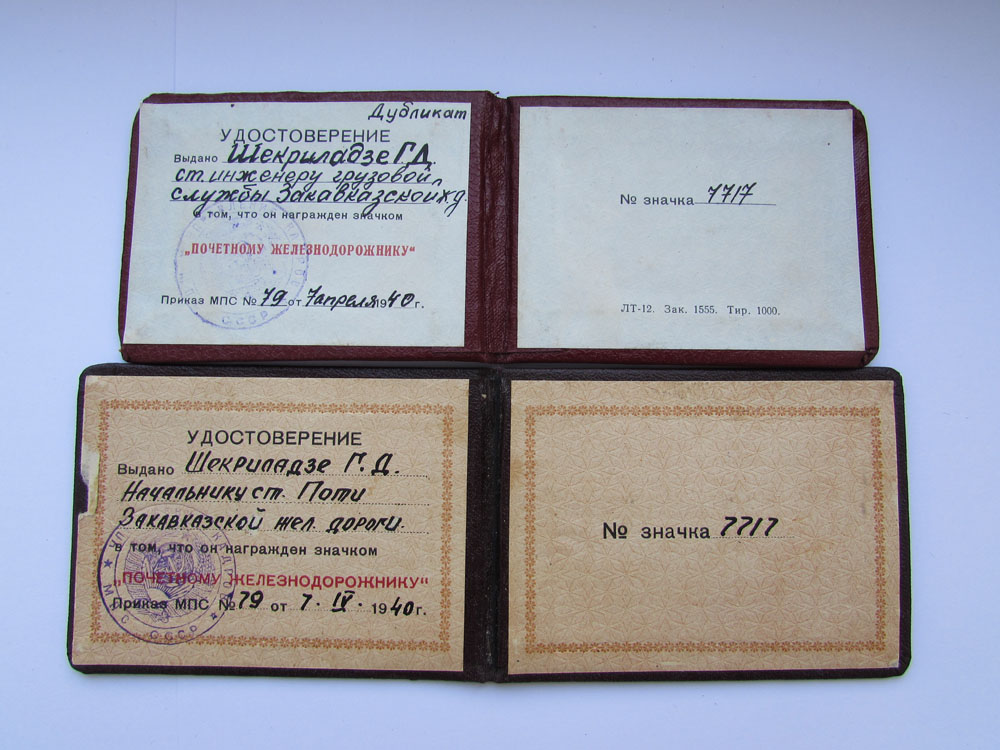 Дубликат
УДОСТОВЕРЕНИЕ
Выдано Шекриладзе Г.Д.
ст. инженеру грузовой
службы Закавказской ж.д.
в том, что он награжден значком
„ПОЧЕТНОМУ ЖЕЛЕЗНОДОРОЖНИКУ“
Приказ МПС № 79 от 7 апреля 1940 г.
СССР
№ значка 7717
ЛТ-12. Зак. 1555. Тир. 1000.
УДОСТОВЕРЕНИЕ
Выдано Шекриладзе Г. Д.
Начальнику ст. Поти
Закавказской жел. дороги.
в том, что он награжден значком
„ПОЧЕТНОМУ ЖЕЛЕЗНОДОРОЖНИКУ“
Приказ МПС № 79 от 7. IV. 1940 г.
МПС СССР
№ значка 7717